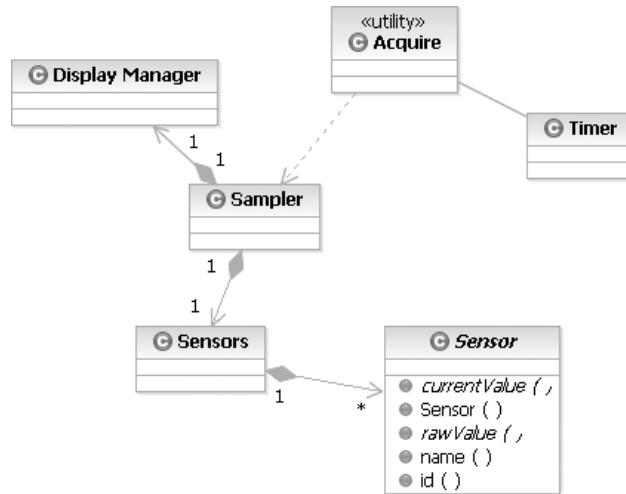 «utility»
Acquire
Display Manager
Timer
1
1
Sampler
1
1
Sensors
Sensor
1
*
currentValue ( ,
Sensor ( )
rawValue ( ,
name ( )
id ( )